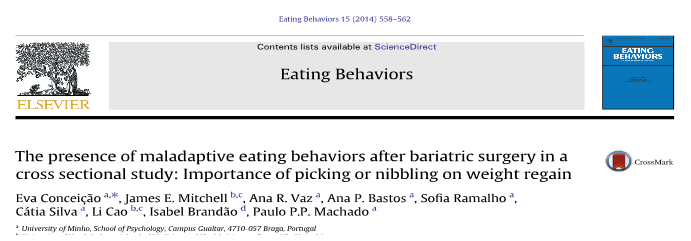 Eating Behaviors 15 (2014) 558–562
Contents lists available at ScienceDirect
Eating Behaviors
ELSEVIER
EATING BEHAVIORS
CrossMark
The presence of maladaptive eating behaviors after bariatric surgery in a
cross sectional study: Importance of picking or nibbling on weight regain
Eva Conceição a,*, James E. Mitchell b,c, Ana R. Vaz a, Ana P. Bastos a, Sofia Ramalho a,
Cátia Silva a, Li Cao b,c, Isabel Brandão d, Paulo P.P. Machado a
a University of Minho, School of Psychology, Campus Gualtar, 4710-057 Braga, Portugal